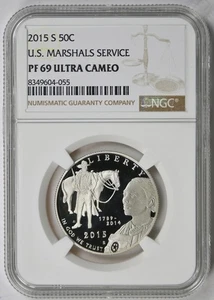 2015 S 50C
U.S. MARSHALS SERVICE
PF 69 ULTRA CAMEO
8349604-055
NUMISMATIC GUARANTY COMPANY
NGC
LIBERTY
1789-
2014
IN GOD WE TRUST
2015
S